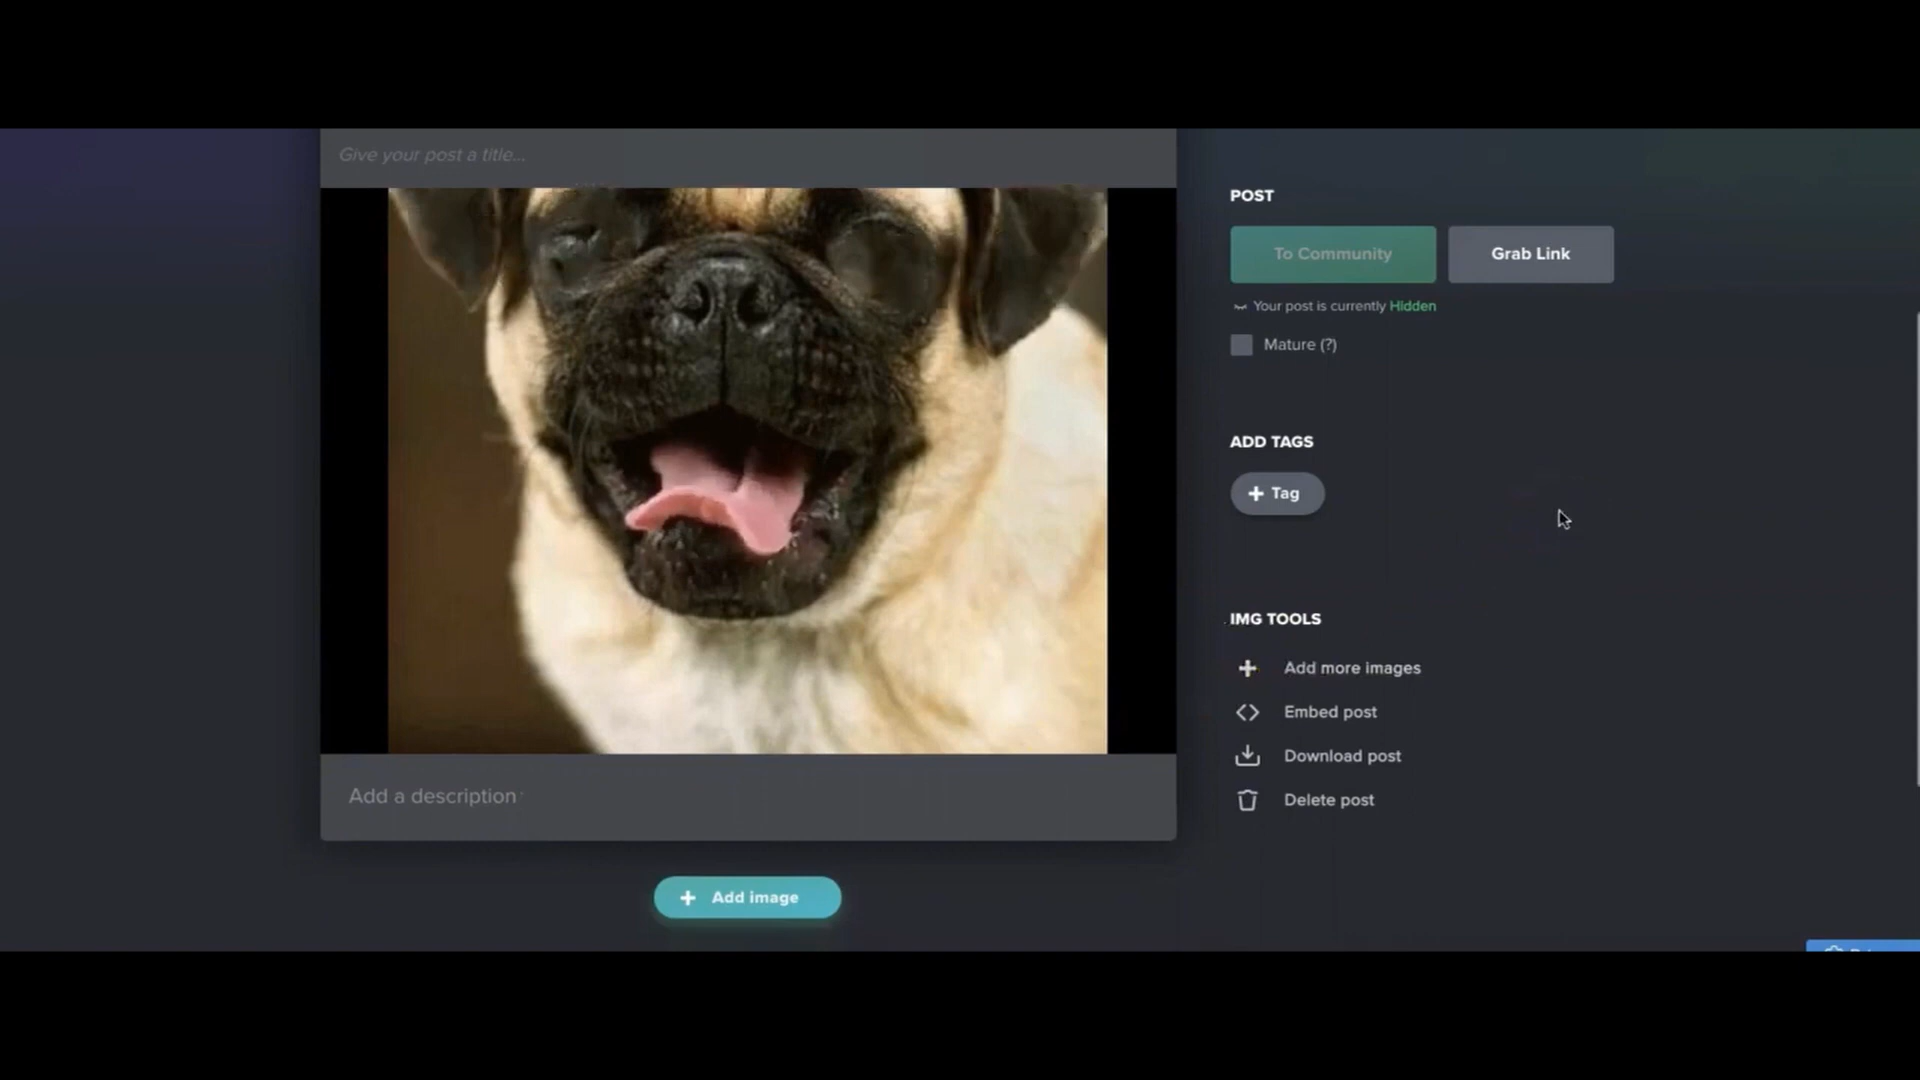 Give your post a title...
POST
To Community
Grab Link
Your post is currently Hidden
Mature (?)
ADD TAGS
+ Tag
IMG TOOLS
Add more images
Embed post
Download post
Delete post
Add a description
+ Add image